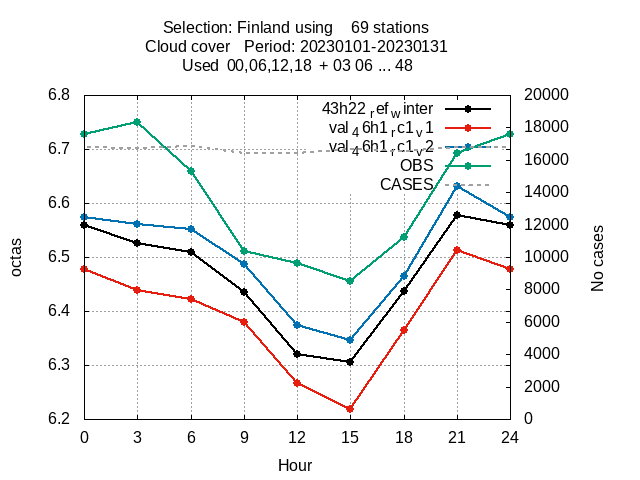 Selection: Finland using    69 stations
Cloud cover   Period: 20230101-20230131
Used  00,06,12,18  + 03 06 ... 48
6.8
6.7
6.6
6.5
6.4
6.3
6.2
octas
20000
18000
16000
14000
12000
10000
8000
6000
4000
2000
0
No cases
43h22refwinter
val46h1rc1v1
val46h1rc1v2
OBS
CASES
0 3 6 9 12 15 18 21 24
Hour